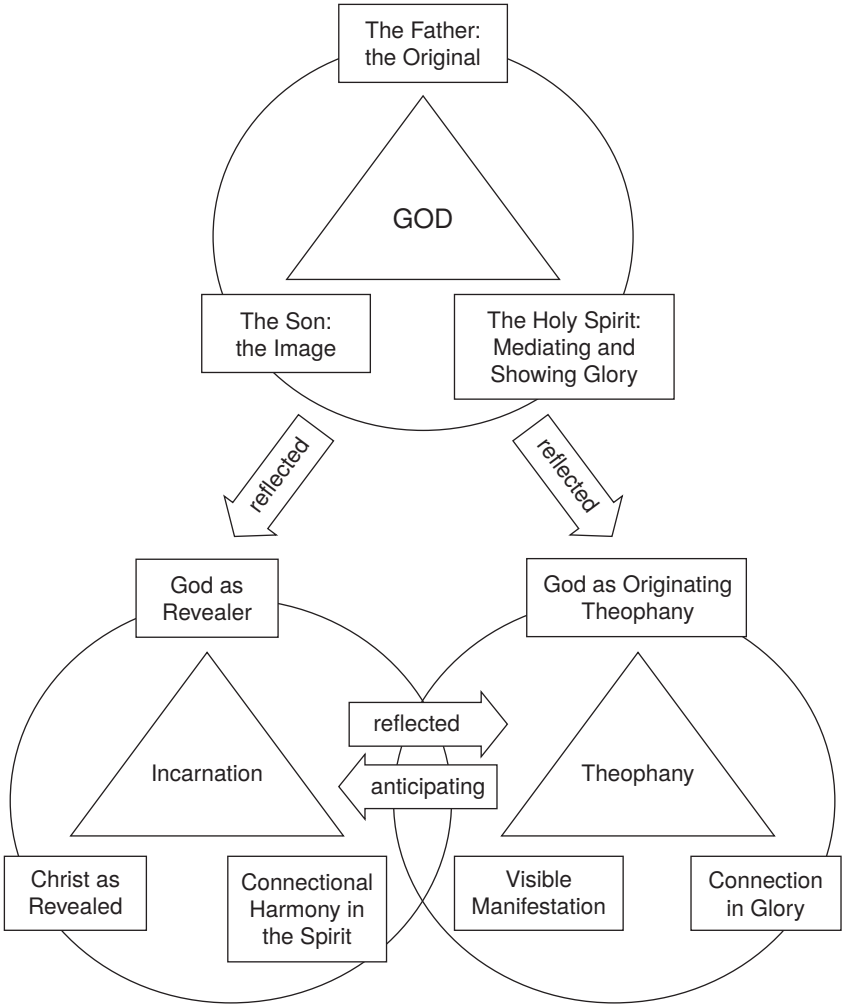 The Father:
the Original
GOD
The Son:
the Image
The Holy Spirit:
Mediating and
Showing Glory
reflected
reflected
God as
Revealer
God as Originating
Theophany
reflected
Incarnation
anticipating
Theophany
Christ as
Revealed
Connectional
Harmony in
the Spirit
Visible
Manifestation
Connection
in Glory